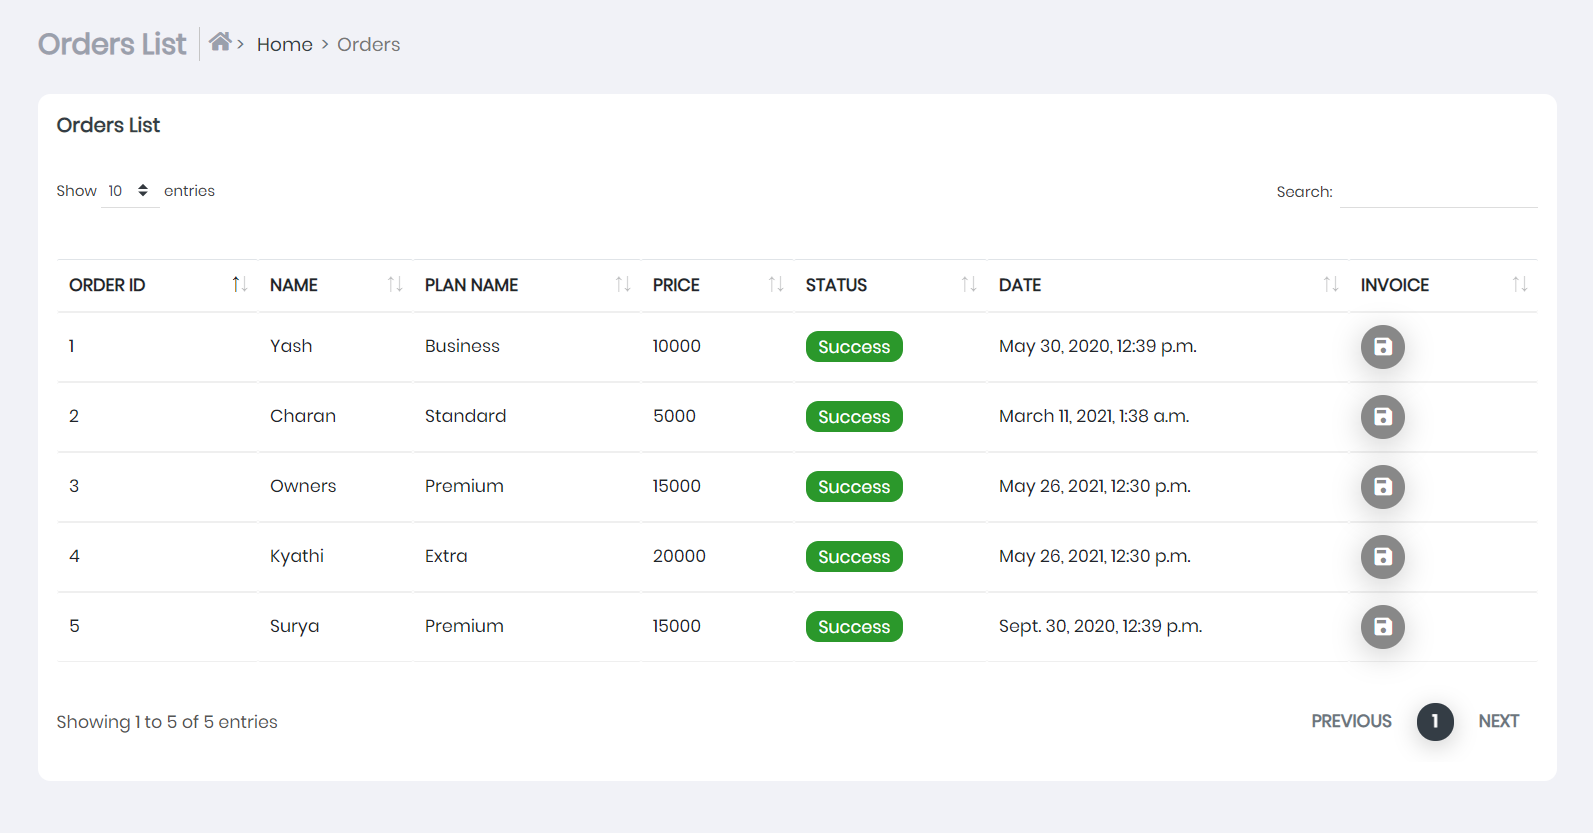 Orders List > Home > Orders
Orders List
Show 10 entries Search:
ORDER ID NAME PLAN NAME PRICE STATUS DATE INVOICE
1 Yash Business 10000 Success May 30, 2020, 12:39 p.m.
2 Charan Standard 5000 Success March 11, 2021, 1:38 a.m.
3 Owners Premium 15000 Success May 26, 2021, 12:30 p.m.
4 Kyathi Extra 20000 Success May 26, 2021, 12:30 p.m.
5 Surya Premium 15000 Success Sept. 30, 2020, 12:39 p.m.
Showing 1 to 5 of 5 entries PREVIOUS 1 NEXT